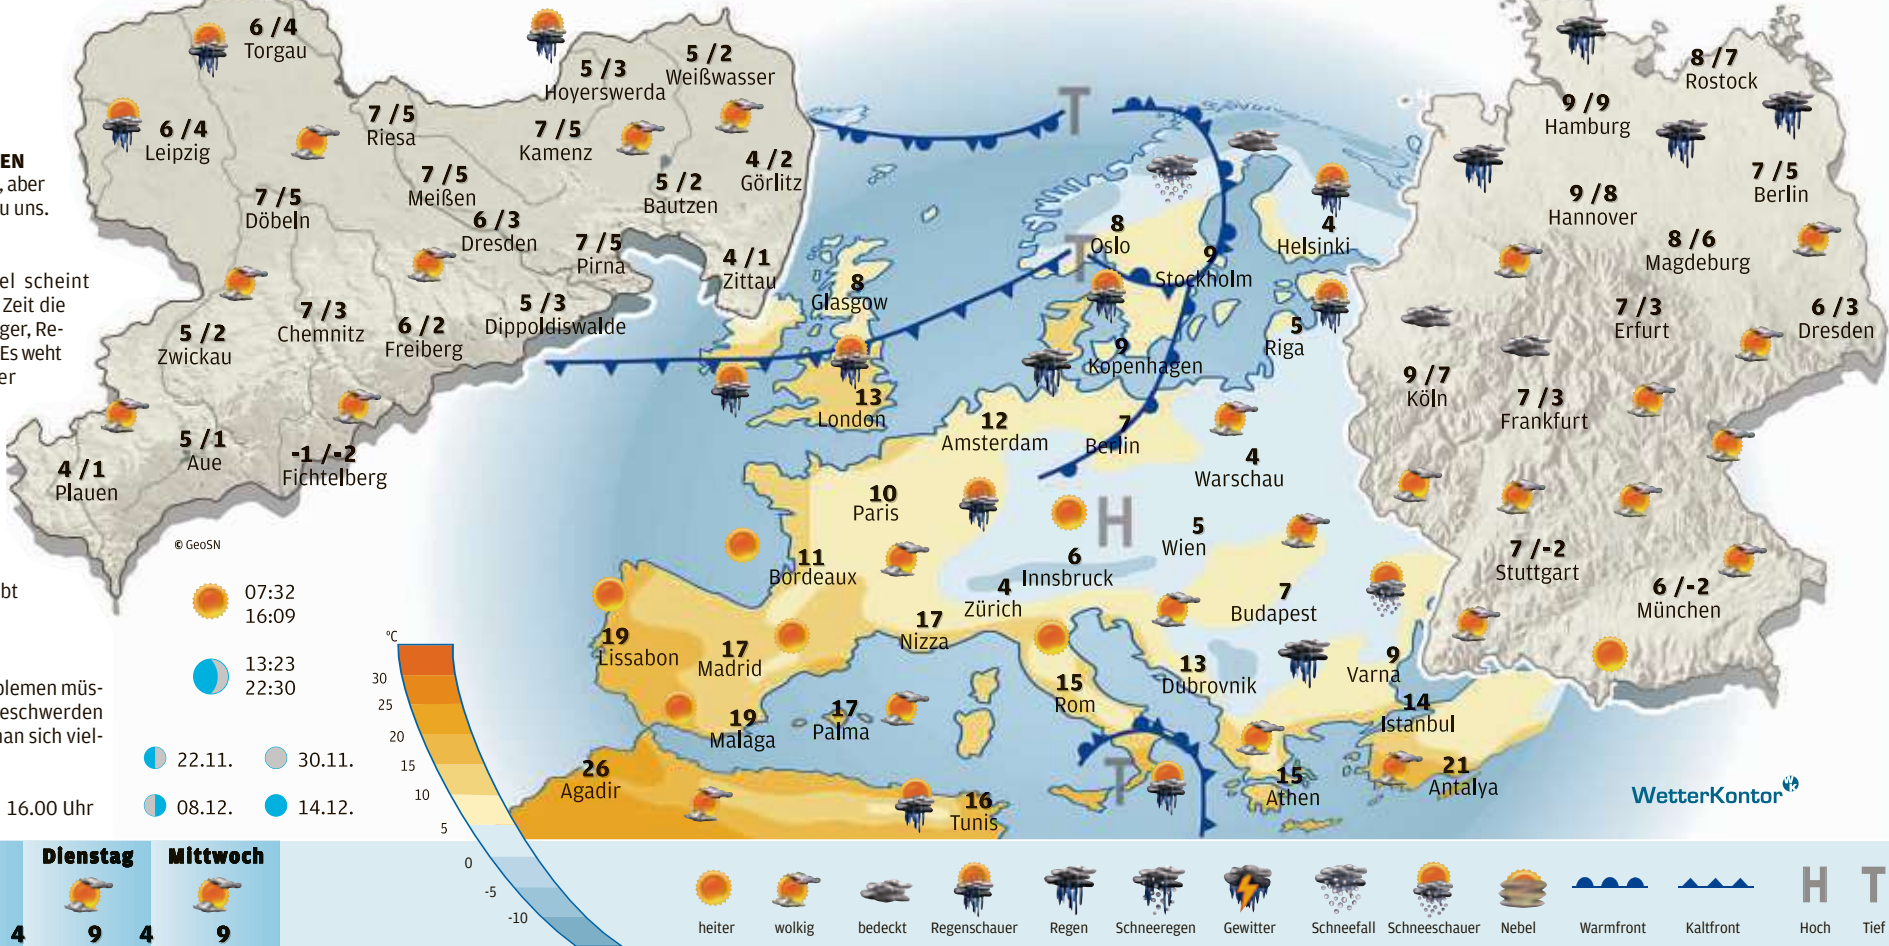 EN
, aber
u uns.
el scheint
Zeit die
ger, Re-
Es weht
er
bt
blemen müs-
eschwerden
nan sich viel-
16.00 Uhr
6 /4
Torgau
6 /4
Leipzig
7 /5
Riesa
5 /3
Hoyerswerda
5 /2
Weißwasser
7 /5
Kamenz
4 /2
Görlitz
7 /5
Meißen
5 /2
Bautzen
7 /5
Döbeln
6 /3
Dresden
7 /5
Pirna
4 /1
Zittau
5 /3
Dippoldiswalde
7 /3
Chemnitz
6 /2
Freiberg
5 /2
Zwickau
5 /1
Aue
-1 /-2
Fichtelberg
4 /1
Plauen
© GeoSN
07:32
16:09
13:23
22:30
22.11.
30.11.
08.12.
14.12.
°C
30
25
20
15
10
5
0
-5
-10
T
T
H
T
8
Oslo
9
Stockholm
4
Helsinki
8
Glasgow
5
Riga
9
Kopenhagen
13
London
12
Amsterdam
7
Berlin
4
Warschau
10
Paris
5
Wien
6
Innsbruck
11
Bordeaux
4
Zürich
7
Budapest
17
Nizza
19
Lissabon
17
Madrid
13
Dubrovnik
9
Varna
15
Rom
14
Istanbul
19
Malaga
17
Palma
26
Agadir
16
Tunis
15
Athen
21
Antalya
8 /7
Rostock
9 /9
Hamburg
7 /5
Berlin
9 /8
Hannover
8 /6
Magdeburg
7 /3
Erfurt
6 /3
Dresden
9 /7
Köln
7 /3
Frankfurt
7 /-2
Stuttgart
6 /-2
München
WetterKontor
Dienstag
Mittwoch
4
9
4
9
heiter
wolkig
bedeckt
Regenschauer
Regen
Schneeregen
Gewitter
Schneefall
Schneeschauer
Nebel
Warmfront
Kaltfront
H
Hoch
T
Tief